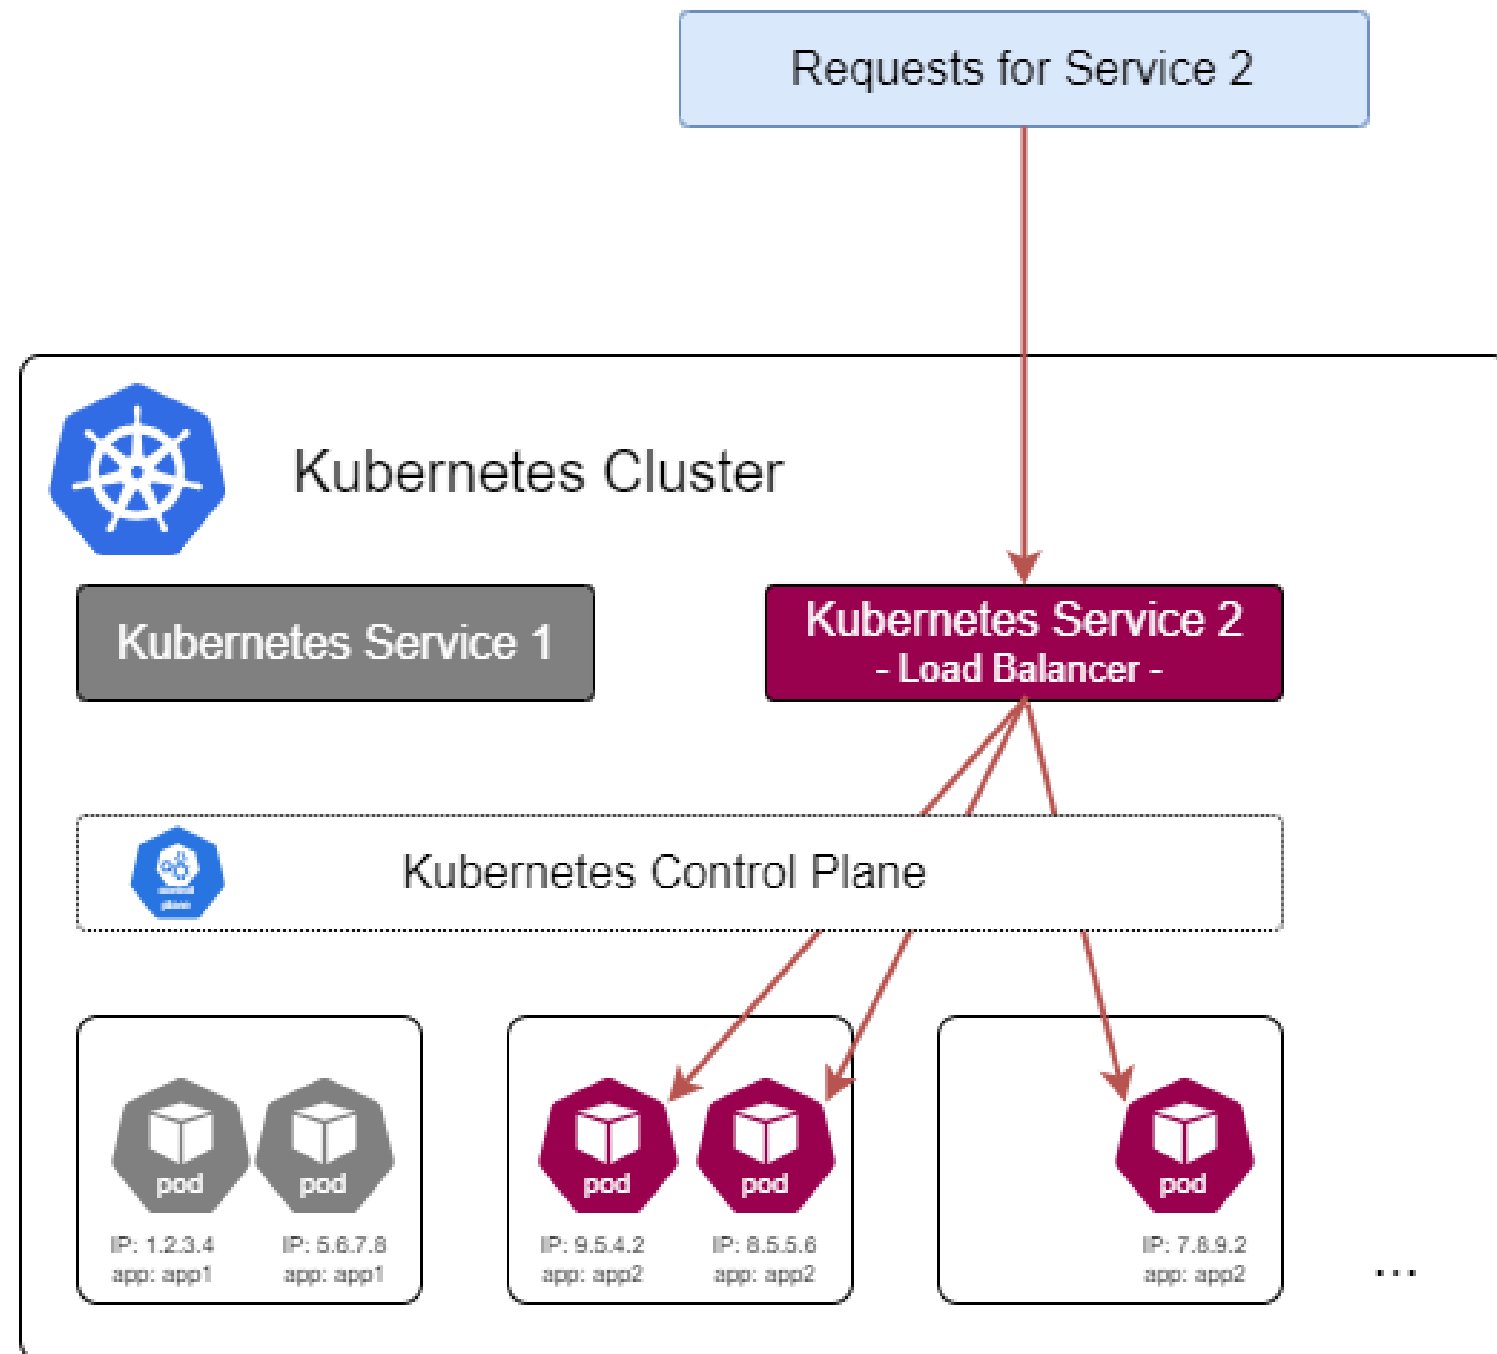 Requests for Service 2
Kubernetes Cluster
Kubernetes Service 1
Kubernetes Service 2
- Load Balancer -
control
plane
Kubernetes Control Plane
pod
pod
pod
pod
pod
IP: 1.2.3.4
app: app1
IP: 5.6.7.8
app: app1
IP: 9.5.4.2
app: app2
IP: 8.5.5.6
app: app2
IP: 7.8.9.2
app: app2
...